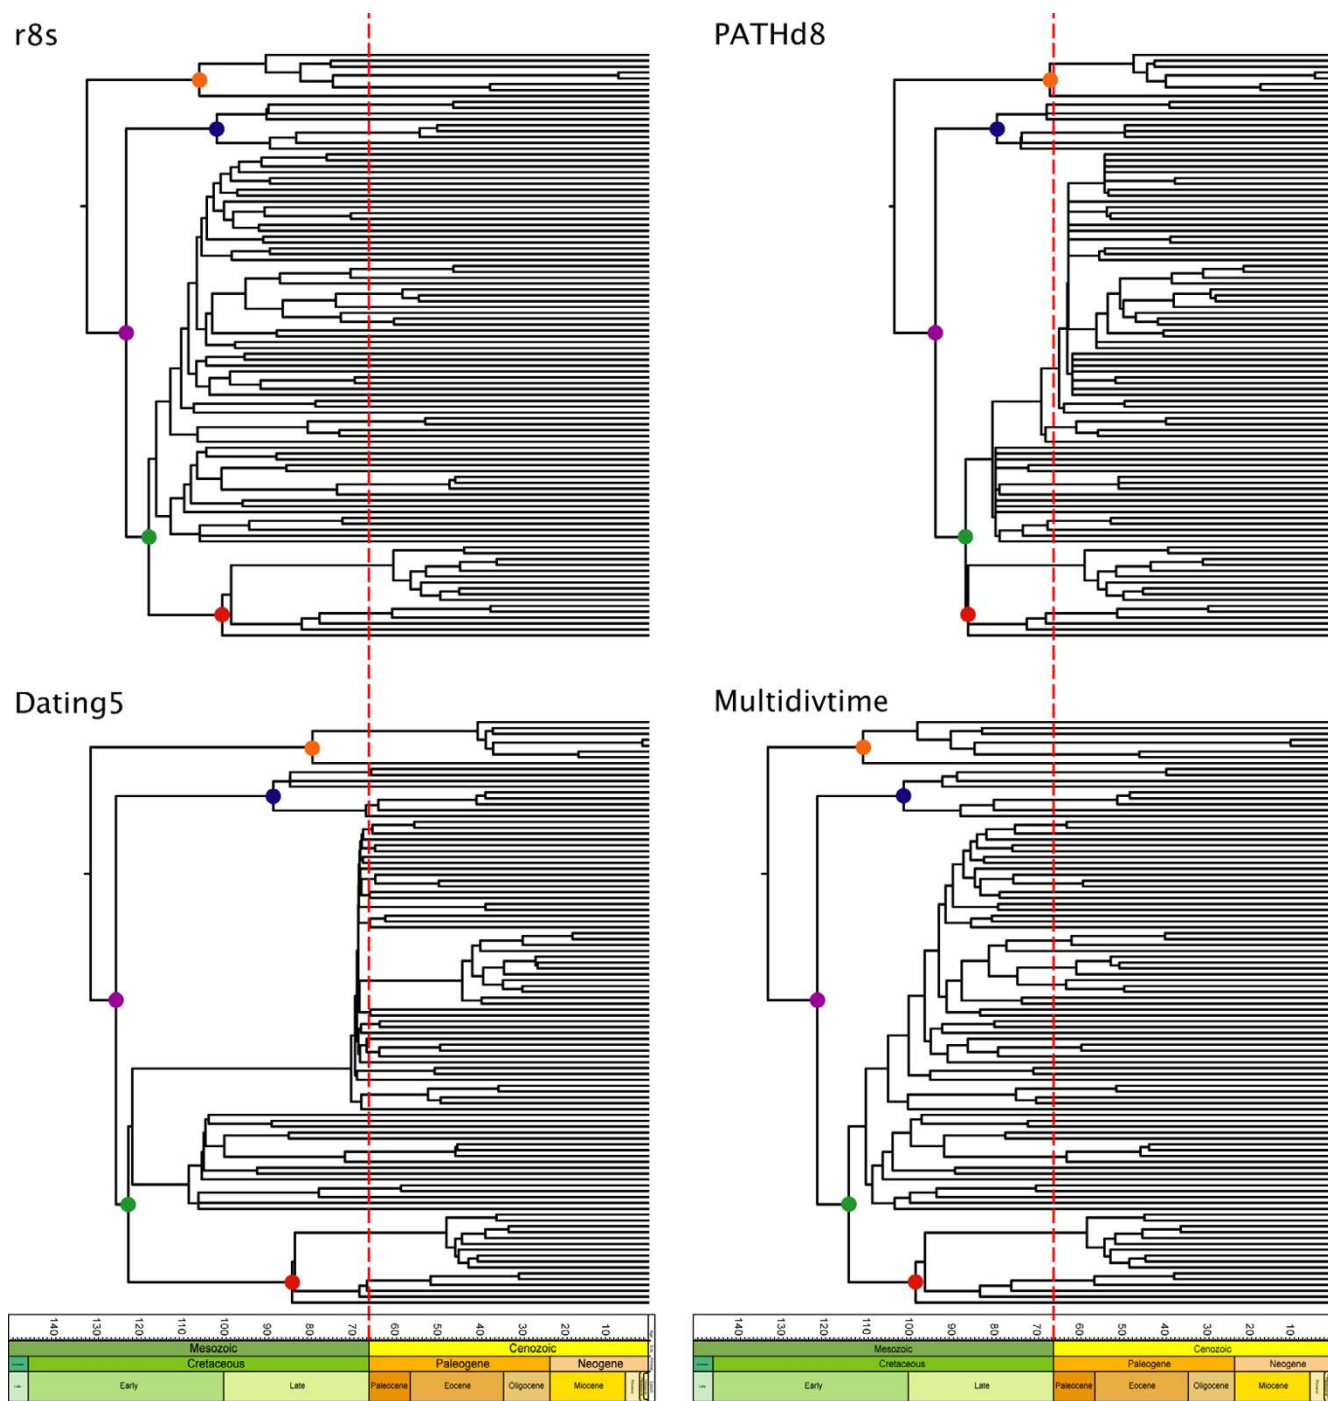 r8s
PATHd8
Dating5
Multidivtime
140 130 120 110 100 90 80 70 60 50 40 30 20 10
Mesozoic Cenozoic
Cretaceous Paleogene Neogene
Early Late Paleocene Eocene Oligocene Miocene
140 130 120 110 100 90 80 70 60 50 40 30 20 10
Mesozoic Cenozoic
Cretaceous Paleogene Neogene
Late Early Late Paleocene Eocene Oligocene Miocene